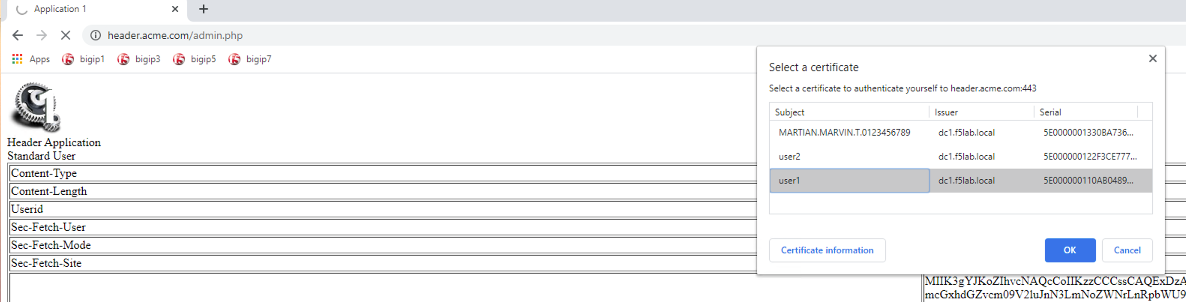 Application 1
header.acme.com/admin.php
Apps bigip1 bigip3 bigip5 bigip7
Select a certificate
Select a certificate to authenticate yourself to header.acme.com:443
Subject Issuer Serial
MARTIAN.MARVIN.T.0123456789 dc1.f5lab.local 5E0000001330BA736...
user2 dc1.f5lab.local 5E000000122F3CE777...
user1 dc1.f5lab.local 5E000000110AB0489...
Certificate information OK Cancel
Header Application
Standard User
Content-Type
Content-Length
Userid
Sec-Fetch-User
Sec-Fetch-Mode
Sec-Fetch-Site